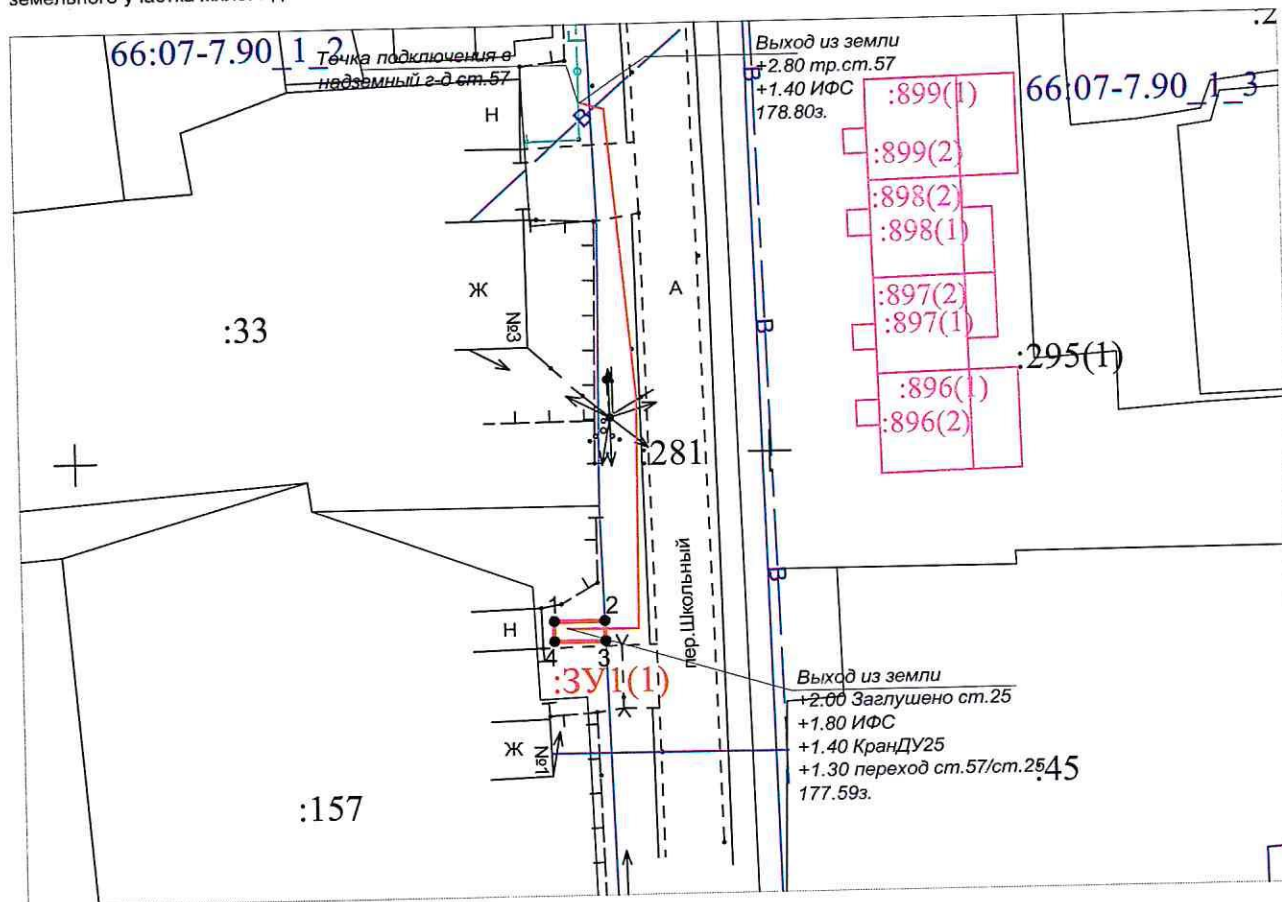 66:07-7.90_1_2
Точка подключения в
надземный г-д ст.57
Выход из земли
+2.80 тр.ст.57
+1.40 ИФС
178.80з.
:2
66:07-7.90_1_3
:899(1)
:899(2)
:898(2)
:898(1)
:897(2)
:897(1)
:896(1)
:896(2)
:295(1)
Н
В
В
В
В
Ж
№3
А
:33
:281
пер.Школьный
1
2
Н
4
3
:ЗУ1(1)
Ж
№1
:157
Выход из земли
+2.00 Заглушено ст.25
+1.80 ИФС
+1.40 КранДУ25
+1.30 переход ст.57/ст.25
177.59з.
:45